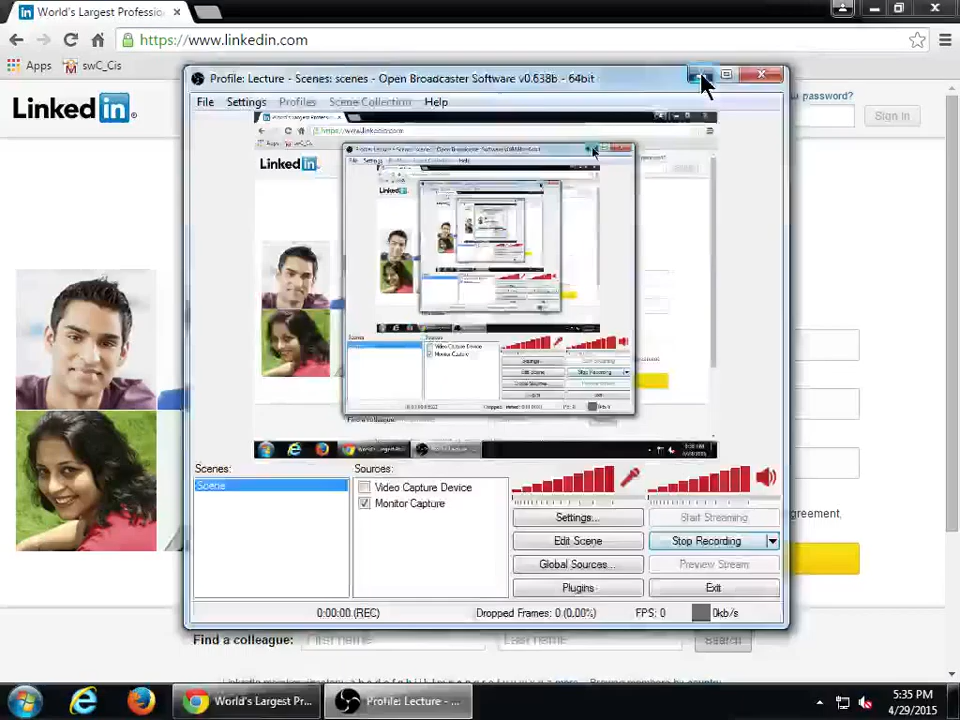 World's Largest Professio
https://www.linkedin.com
Apps swC_Cis
LinkedIn
password?
Sign In
Profile: Lecture - Scenes: scenes - Open Broadcaster Software v0.638b - 64bit
File Settings Profiles Scene Collection Help
Scenes:
Scene
Sources:
Video Capture Device
Monitor Capture
Settings...
Start Streaming
Edit Scene
Stop Recording
Global Sources...
Preview Stream
Plugins
Exit
0:00:00 (REC)
Dropped Frames: 0 (0.00%)
FPS: 0
0kb/s
greement,
Find a colleague:
First name
Last name
Search
World's Largest Pr...
Profile: Lecture - ...
5:35 PM
4/29/2015